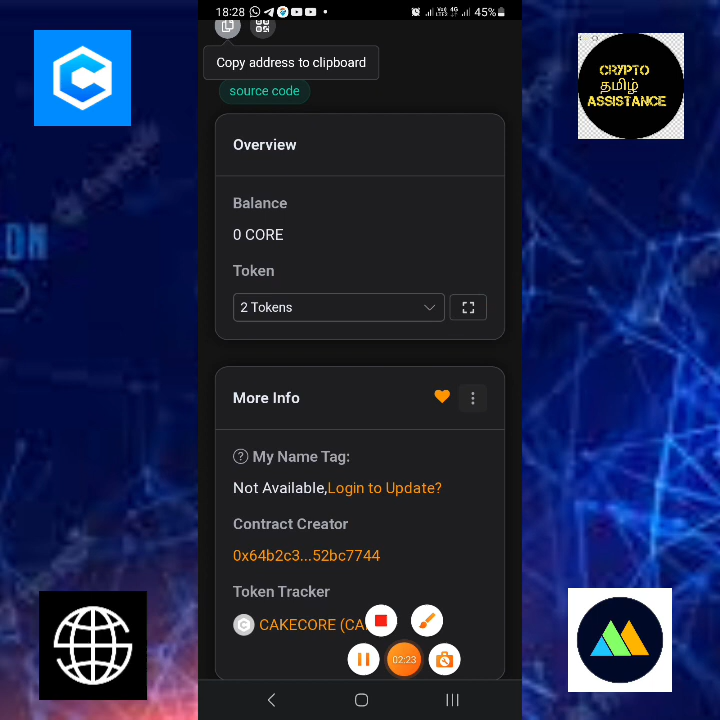 18:28
45%
Copy address to clipboard
source code
CRYPTO
தமிழ்
ASSISTANCE
Overview
Balance
0 CORE
Token
2 Tokens
More Info
My Name Tag:
Not Available,Login to Update?
Contract Creator
0x64b2c3...52bc7744
Token Tracker
CAKECORE (CA
02:23